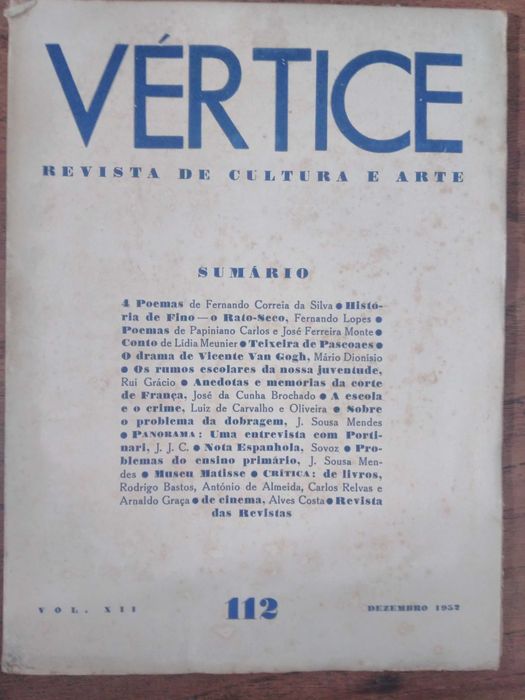 VÉRTICE
REVISTA DE CULTURA E ARTE
SUMÁRIO
4 Poemas de Fernando Correia da Silva ● Histó-
ria de Fino — o Rato-Seco, Fernando Lopes ●
Poemas de Papiniano Carlos e José Ferreira Monte ●
Conto de Lídia Meunier ● Teixeira de Pascoaes ●
O drama de Vicente Van Gogh, Mário Dionísio
● Os rumos escolares da nossa juventude,
Rui Grácio ● Anedotas e memórias da corte
de França, José da Cunha Brochado ● A escola
e o crime, Luiz de Carvalho e Oliveira ● Sobre
o problema da dobragem, J. Sousa Mendes
● PANORAMA: Uma entrevista com Porti-
nari, J. J. C. ● Nota Espanhola, Sovoz ● Pro-
blemas do ensino primário, J. Sousa Men-
des ● Museu Matisse ● CRÍTICA: de livros,
Rodrigo Bastos, António de Almeida, Carlos Relvas e
Arnaldo Graça ● de cinema, Alves Costa ● Revista
das Revistas
VOL. XII 112 DEZEMBRO 1952